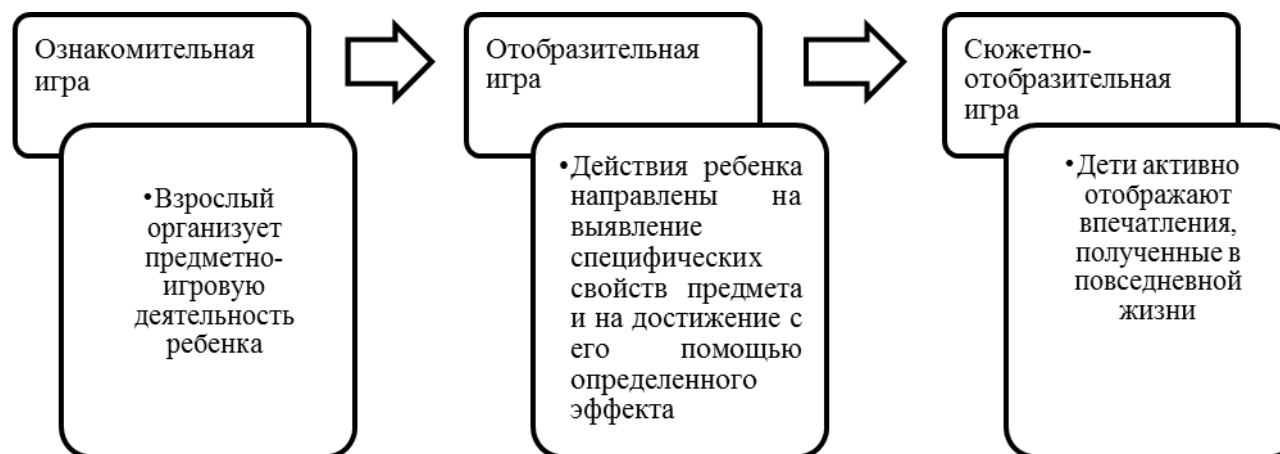 Ознакомительная
игра
•Взрослый
организует
предметно-
игровую
деятельность
ребенка
Отобразительная
игра
•Действия ребенка
направлены на
выявление
специфических
свойств предмета
и на достижение с
его помощью
определенного
эффекта
Сюжетно-
отобразительная
игра
•Дети активно
отображают
впечатления,
полученные в
повседневной
жизни